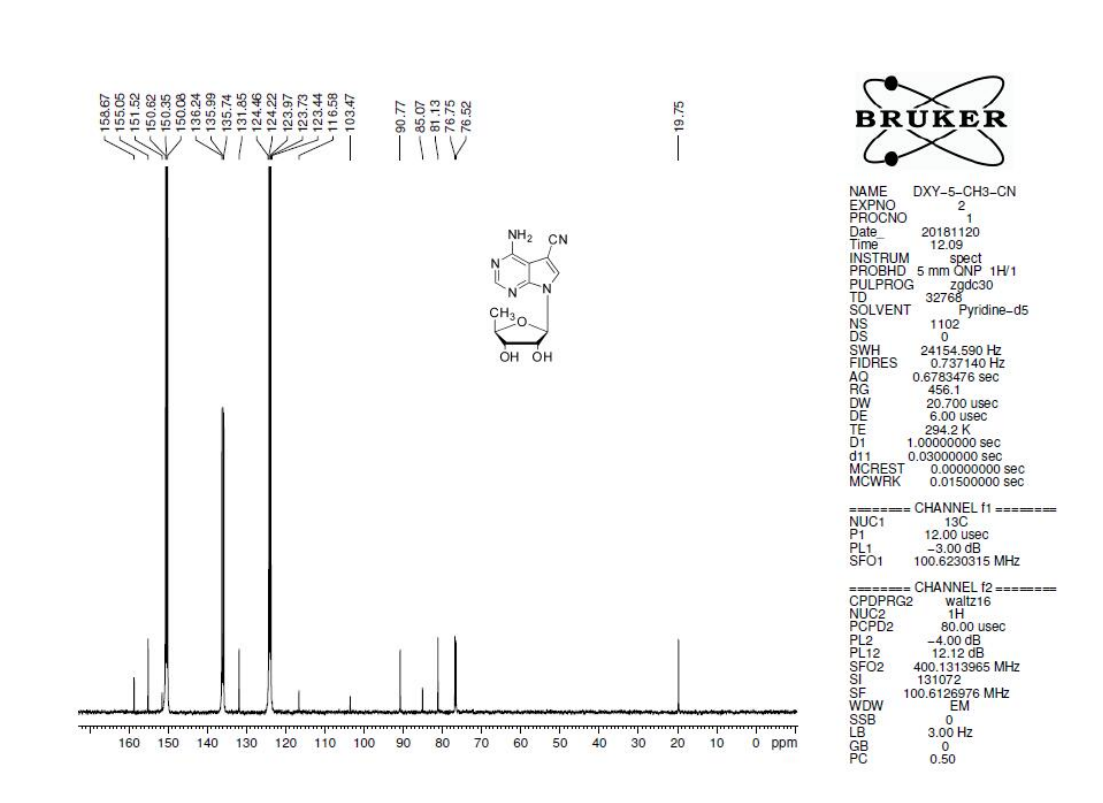 158.67
155.05
151.52
150.62
150.35
150.08
136.24
135.99
135.74
131.85
124.46
124.22
123.97
123.73
123.44
116.58
103.47
90.77
85.07
81.13
76.75
76.52
19.75
NH2
CN
N
N
N
CH3
O
OH OH
160 150 140 130 120 110 100 90 80 70 60 50 40 30 20 10 0 ppm
BRUKER
NAME DXY-5-CH3-CN
EXPNO 2
PROCNO 1
Date_ 20181120
Time 12.09
INSTRUM spect
PROBHD 5 mm QNP 1H/1
PULPROG zgdc30
TD 32768
SOLVENT Pyridine-d5
NS 1102
DS 0
SWH 24154.590 Hz
FIDRES 0.737140 Hz
AQ 0.6783476 sec
RG 456.1
DW 20.700 usec
DE 6.00 usec
TE 294.2 K
D1 1.00000000 sec
d11 0.03000000 sec
MCREST 0.00000000 sec
MCWRK 0.01500000 sec
======== CHANNEL f1 ========
NUC1 13C
P1 12.00 usec
PL1 -3.00 dB
SFO1 100.6230315 MHz
======== CHANNEL f2 ========
CPDPRG2 waltz16
NUC2 1H
PCPD2 80.00 usec
PL2 -4.00 dB
PL12 12.12 dB
SFO2 400.1313965 MHz
SI 131072
SF 100.6126976 MHz
WDW EM
SSB 0
LB 3.00 Hz
GB 0
PC 0.50